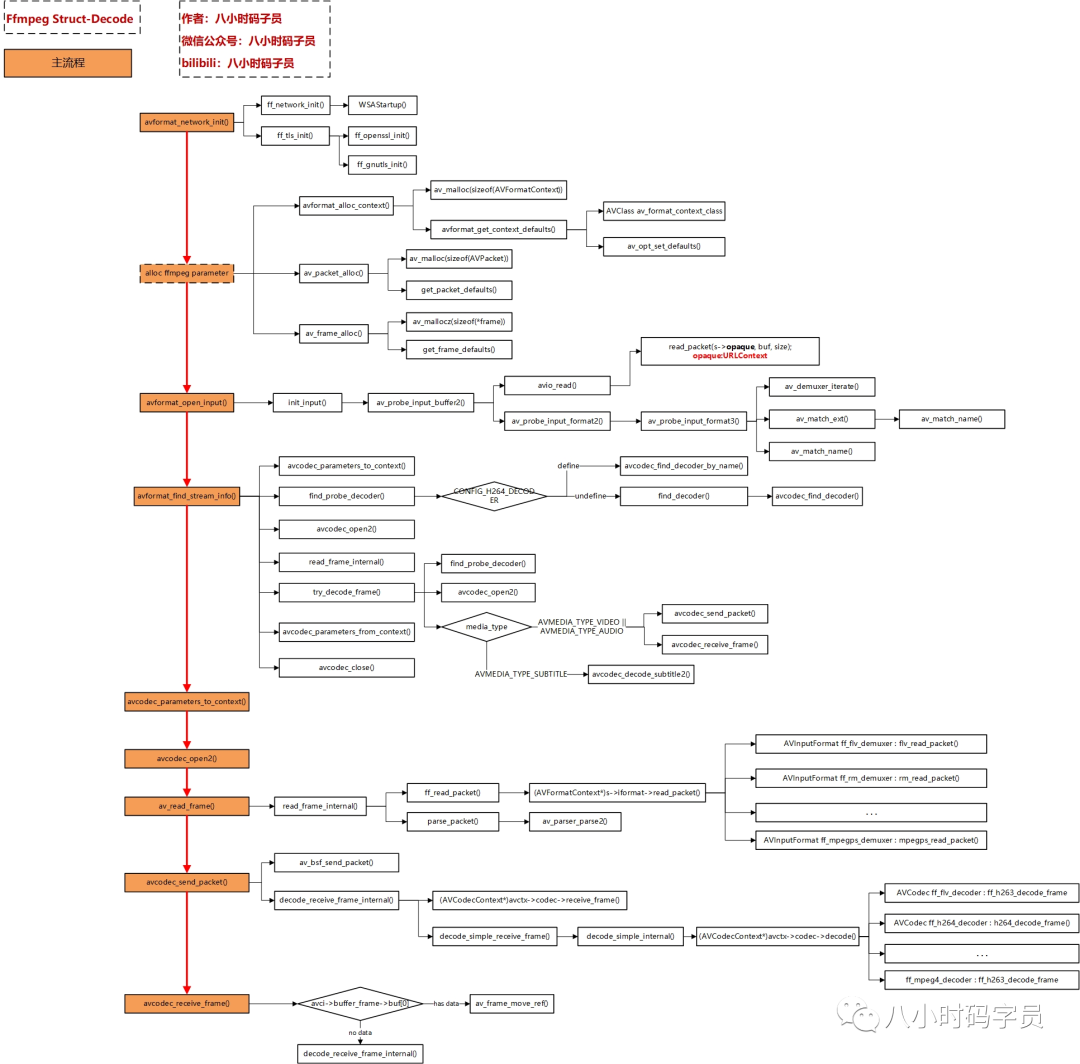 Ffmpeg Struct-Decode
作者：八小时码子员
微信公众号：八小时码子员
bilibili：八小时码子员
主流程
avformat_network_init()
ff_network_init()
WSAStartup()
ff_tls_init()
ff_openssl_init()
ff_gnutls_init()
alloc ffmpeg parameter
avformat_alloc_context()
av_malloc(sizeof(AVFormatContext))
avformat_get_context_defaults()
AVClass av_format_context_class
av_opt_set_defaults()
av_packet_alloc()
av_malloc(sizeof(AVPacket))
get_packet_defaults()
av_frame_alloc()
av_mallocz(sizeof(*frame))
get_frame_defaults()
avformat_open_input()
init_input()
av_probe_input_buffer2()
avio_read()
read_packet(s->opaque, buf, size);
opaque:URLContext
av_probe_input_format2()
av_probe_input_format3()
av_demuxer_iterate()
av_match_ext()
av_match_name()
av_match_name()
avformat_find_stream_info()
avcodec_parameters_to_context()
find_probe_decoder()
CONFIG_H264_DECOD
ER
define
avcodec_find_decoder_by_name()
undefine
find_decoder()
avcodec_find_decoder()
avcodec_open2()
read_frame_internal()
try_decode_frame()
find_probe_decoder()
avcodec_open2()
media_type
AVMEDIA_TYPE_VIDEO ||
AVMEDIA_TYPE_AUDIO
avcodec_send_packet()
avcodec_receive_frame()
AVMEDIA_TYPE_SUBTITLE
avcodec_decode_subtitle2()
avcodec_parameters_from_context()
avcodec_close()
avcodec_parameters_to_context()
avcodec_open2()
av_read_frame()
read_frame_internal()
ff_read_packet()
(AVFormatContext*)s->iformat->read_packet()
AVInputFormat ff_flv_demuxer : flv_read_packet()
AVInputFormat ff_rm_demuxer : rm_read_packet()
...
AVInputFormat ff_mpegps_demuxer : mpegps_read_packet()
parse_packet()
av_parser_parse2()
avcodec_send_packet()
av_bsf_send_packet()
decode_receive_frame_internal()
(AVCodecContext*)avctx->codec->receive_frame()
decode_simple_receive_frame()
decode_simple_internal()
(AVCodecContext*)avctx->codec->decode()
AVCodec ff_flv_decoder : ff_h263_decode_frame
AVCodec ff_h264_decoder : h264_decode_frame()
...
ff_mpeg4_decoder : ff_h263_decode_frame
avcodec_receive_frame()
avci->buffer_frame->buf[0]
has data
av_frame_move_ref()
no data
decode_receive_frame_internal()
八小时码字员